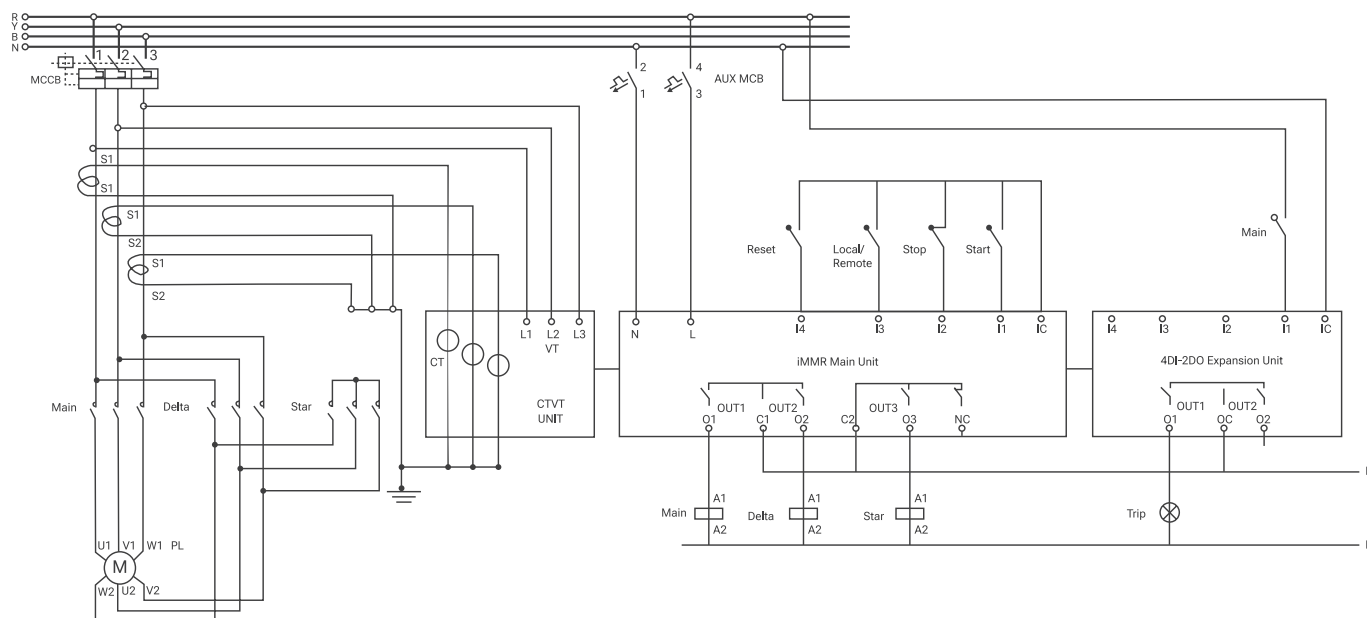 R
Y
B
N
1 2 3
MCCB
2
1
4
3
AUX MCB
S1
S1
S1
S2
S1
S2
Reset
Local/
Remote
Stop
Start
Main
L1 L2 L3
VT
CT
CTVT
UNIT
N L I4 I3 I2 I1 IC
iMMR Main Unit
OUT1 OUT2 OUT3
O1 C1 O2 C2 O3 NC
I4 I3 I2 I1 IC
4DI-2DO Expansion Unit
OUT1 OUT2
O1 OC O2
Main Delta Star
A1 A1 A1
Main Delta Star Trip
A2 A2 A2
U1 V1 W1 PL
M
W2 U2 V2